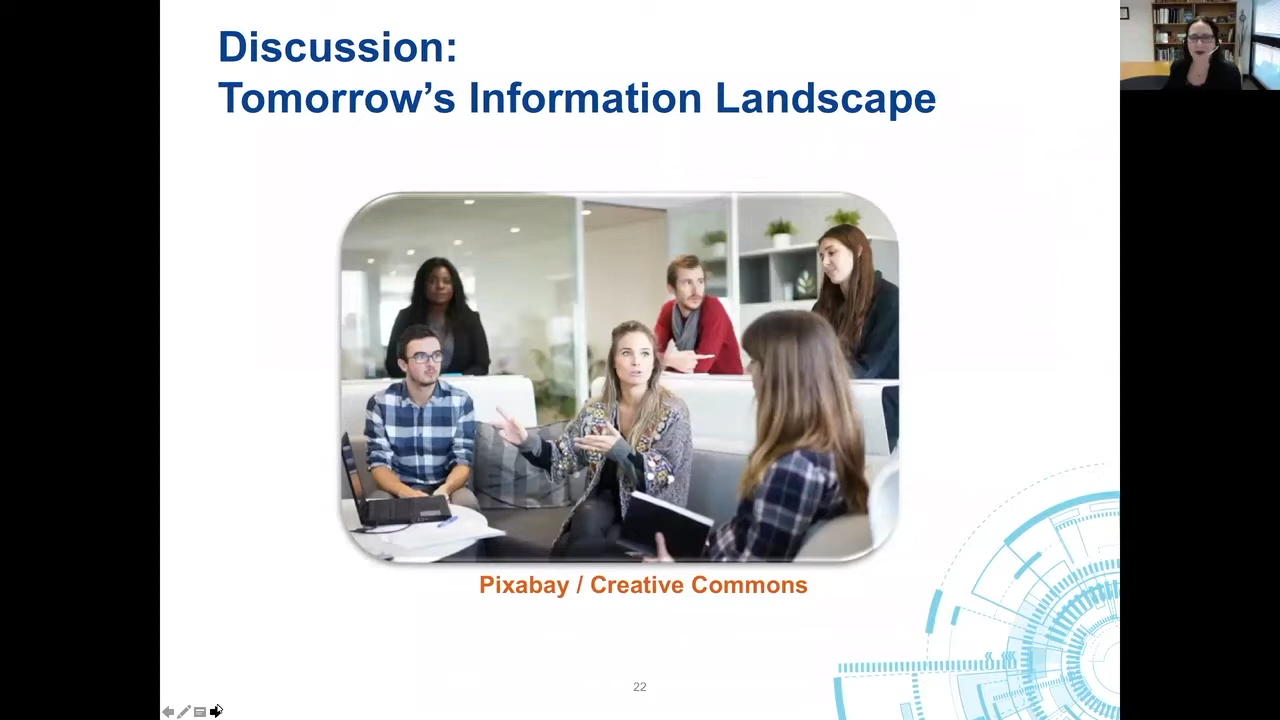 Discussion:
Tomorrow’s Information Landscape
Pixabay / Creative Commons
22